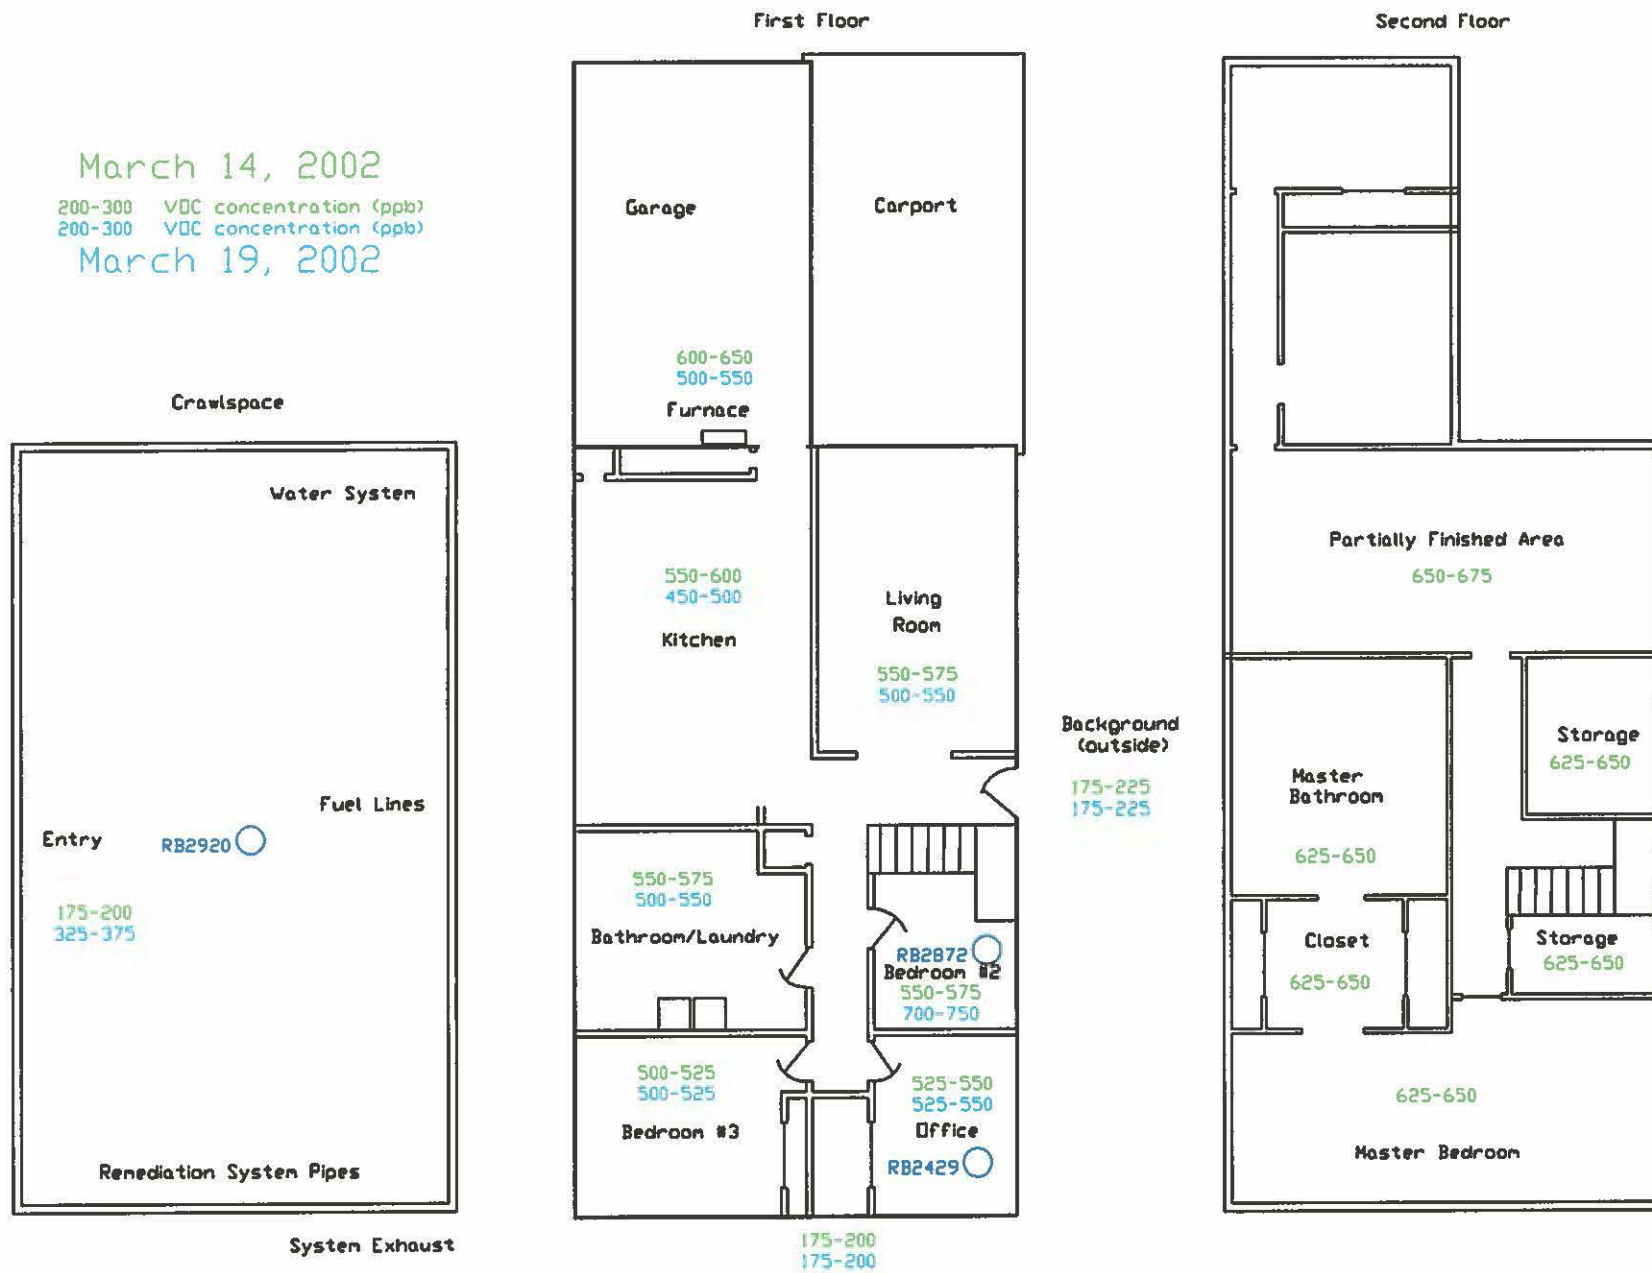 First Floor
Second Floor
March 14, 2002
200-300 VOC concentration (ppb)
200-300 VOC concentration (ppb)
March 19, 2002
Crawlspace
Water System
Fuel Lines
Entry
RB2920
175-200
325-375
Remediation System Pipes
System Exhaust
Garage
Carport
600-650
500-550
Furnace
550-600
450-500
Kitchen
Living
Room
550-575
500-550
Background
(outside)
175-225
175-225
550-575
500-550
Bathroom/Laundry
RB2872
Bedroom #2
550-575
700-750
500-525
500-525
Bedroom #3
525-550
525-550
Office
RB2429
175-200
175-200
Partially Finished Area
650-675
Storage
625-650
Master
Bathroom
625-650
Closet
625-650
Storage
625-650
625-650
Master Bedroom